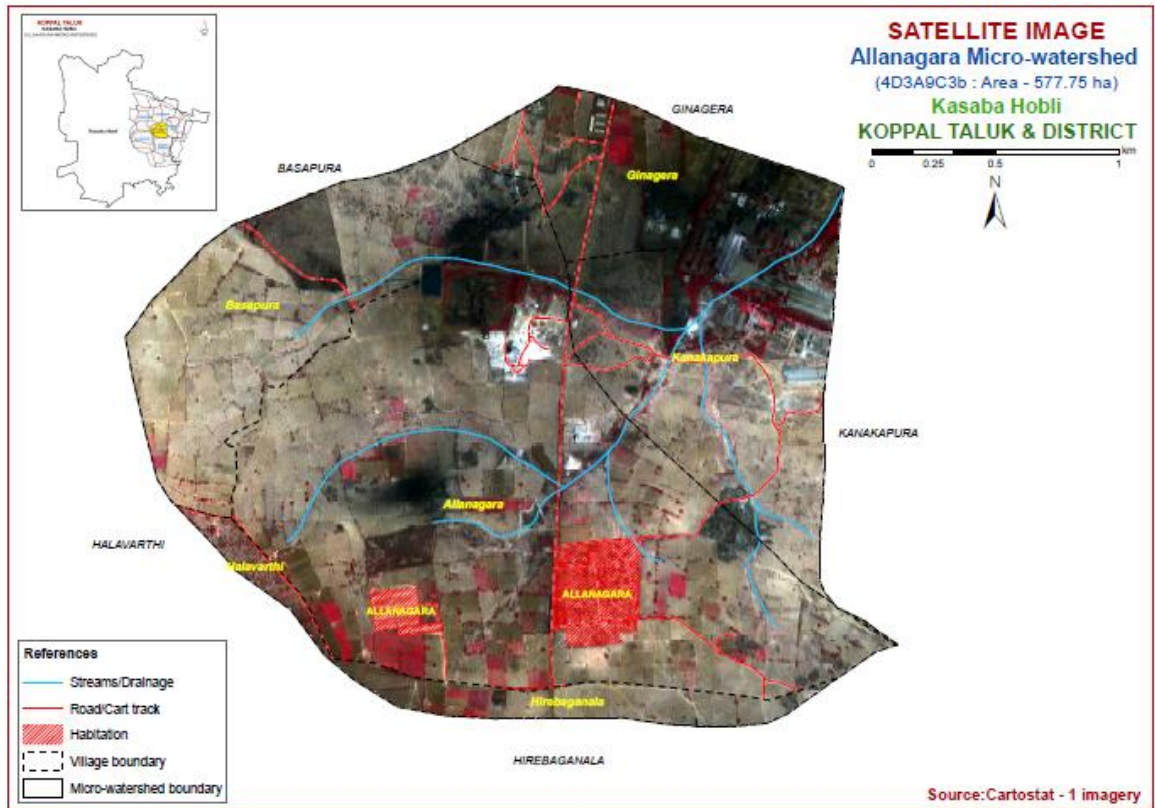 KOPPAL TALUK
Kasaba Hobli
SATELLITE IMAGE
Allanagara Micro-watershed
(4D3A9C3b : Area - 577.75 ha)
Kasaba Hobli
KOPPAL TALUK & DISTRICT
km
0 0.25 0.5 1
N
GINAGERA
BASAPURA
Ginagera
Basapura
Kanakapura
KANAKAPURA
Allanagara
HALAVARTHI
Halavarthi
ALLANAGARA
ALLANAGARA
Hirebaganala
HIREBAGANALA
References
Streams/Drainage
Road/Cart track
Habitation
Village boundary
Micro-watershed boundary
Source:Cartostat - 1 imagery